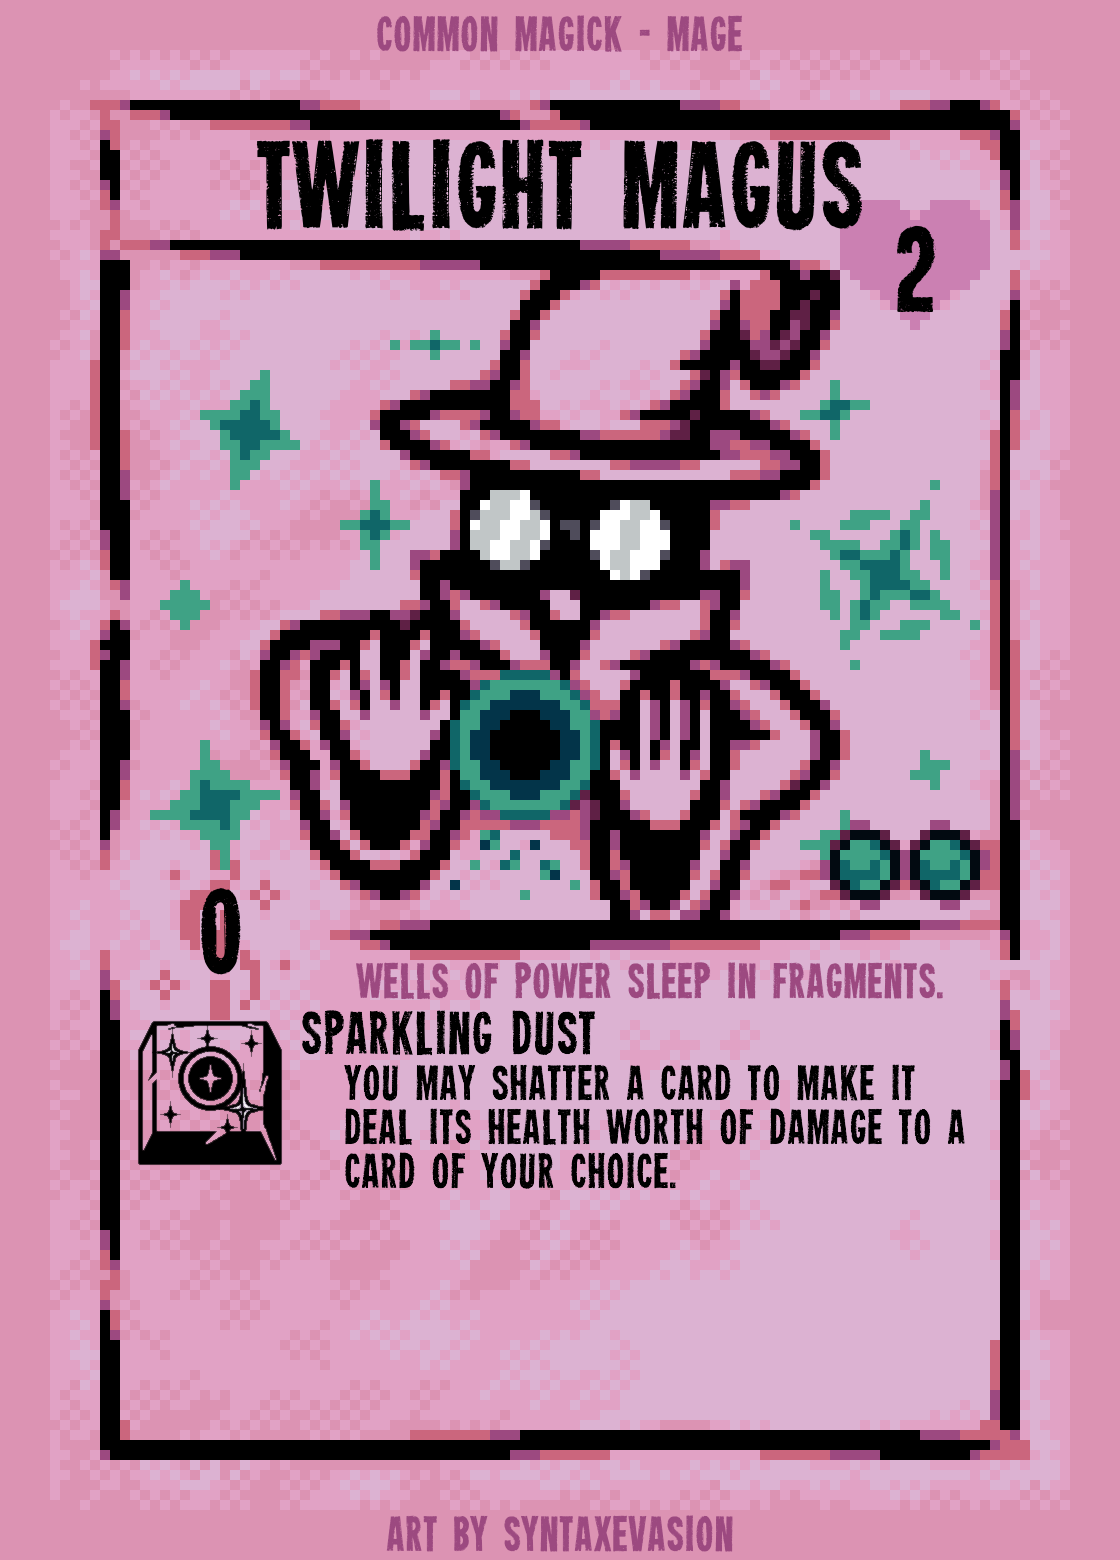 COMMON MAGICK - MAGE
TWILIGHT MAGUS
2
0
WELLS OF POWER SLEEP IN FRAGMENTS.
SPARKLING DUST
YOU MAY SHATTER A CARD TO MAKE IT
DEAL ITS HEALTH WORTH OF DAMAGE TO A
CARD OF YOUR CHOICE.
ART BY SYNTAXEVASION